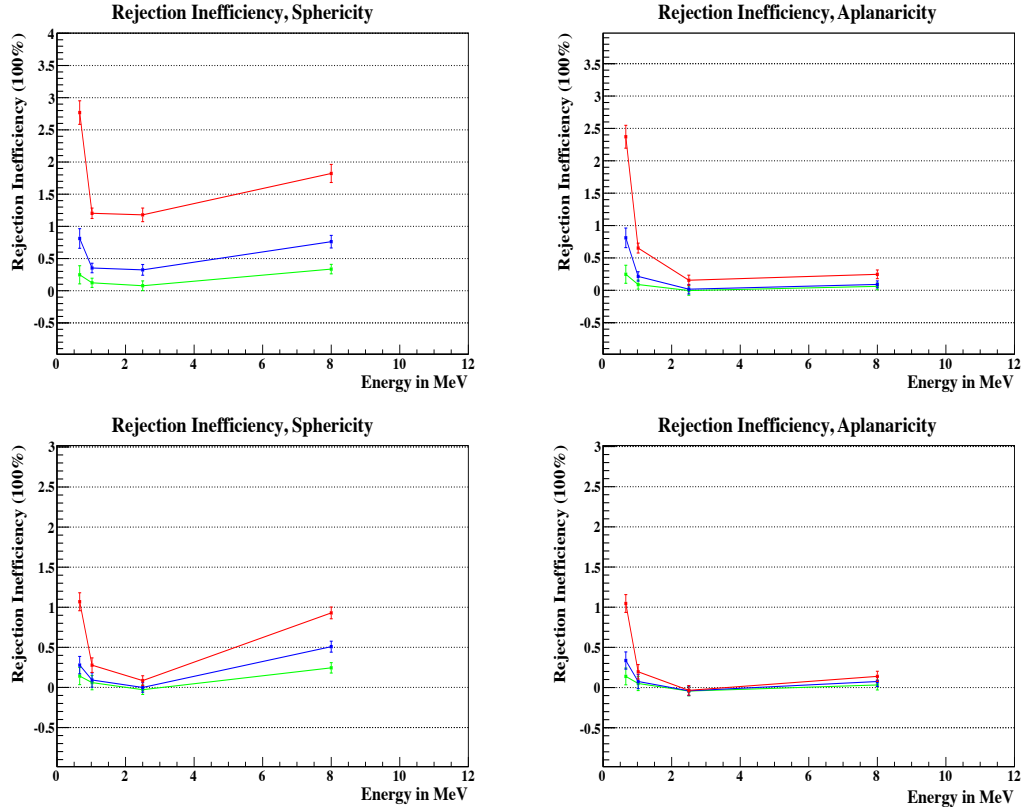 Rejection Inefficiency, Sphericity
Rejection Inefficiency (100%)
4
3.5
3
2.5
2
1.5
1
0.5
0
-0.5
0 2 4 6 8 10 12
Energy in MeV
Rejection Inefficiency, Aplanaricity
Rejection Inefficiency (100%)
3.5
3
2.5
2
1.5
1
0.5
0
-0.5
0 2 4 6 8 10 12
Energy in MeV
Rejection Inefficiency, Sphericity
Rejection Inefficiency (100%)
3
2.5
2
1.5
1
0.5
0
-0.5
0 2 4 6 8 10 12
Energy in MeV
Rejection Inefficiency, Aplanaricity
Rejection Inefficiency (100%)
3
2.5
2
1.5
1
0.5
0
-0.5
0 2 4 6 8 10 12
Energy in MeV